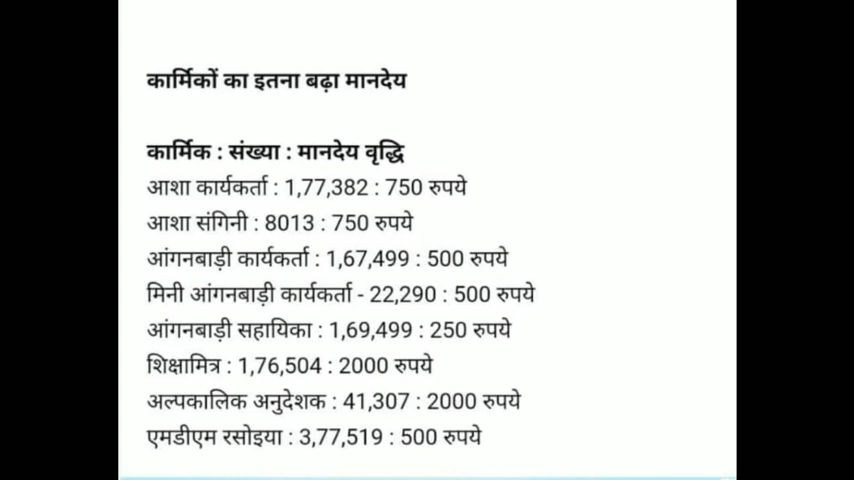 कार्मिकों का इतना बढ़ा मानदेय
कार्मिक : संख्या : मानदेय वृद्धि
आशा कार्यकर्ता : 1,77,382 : 750 रुपये
आशा संगिनी : 8013 : 750 रुपये
आंगनबाड़ी कार्यकर्ता : 1,67,499 : 500 रुपये
मिनी आंगनबाड़ी कार्यकर्ता - 22,290 : 500 रुपये
आंगनबाड़ी सहायिका : 1,69,499 : 250 रुपये
शिक्षामित्र : 1,76,504 : 2000 रुपये
अल्पकालिक अनुदेशक : 41,307 : 2000 रुपये
एमडीएम रसोइया : 3,77,519 : 500 रुपये